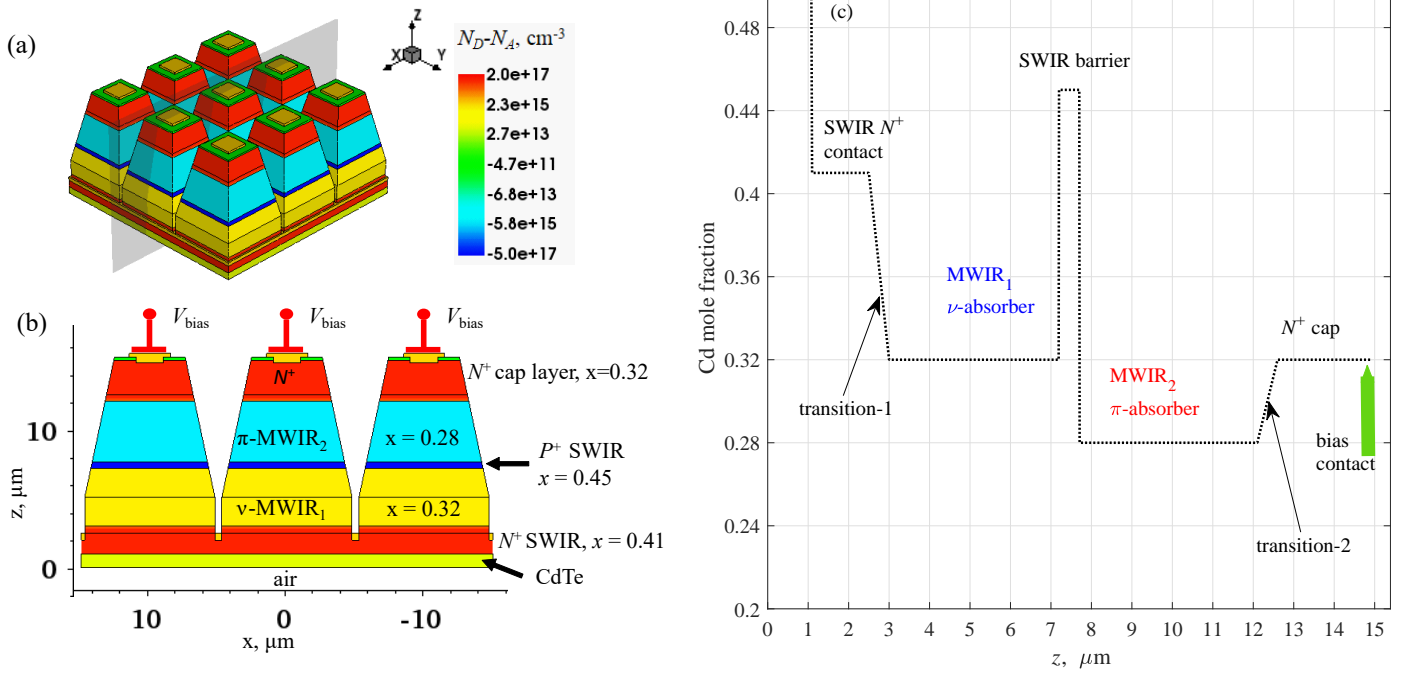 (a)
Z
X
Y
N_D-N_A, cm^-3
2.0e+17
2.3e+15
2.7e+13
-4.7e+11
-6.8e+13
-5.8e+15
-5.0e+17
(b)
V_bias
V_bias
V_bias
N^+
N^+ cap layer, x=0.32
π-MWIR_2
x = 0.28
P^+ SWIR
x = 0.45
ν-MWIR_1
x = 0.32
N^+ SWIR, x = 0.41
CdTe
air
10
0
z, μm
10
0
-10
x, μm
(c)
0.48
0.44
0.4
0.36
0.32
0.28
0.24
0.2
Cd mole fraction
SWIR barrier
SWIR N^+
contact
MWIR_1
ν-absorber
N^+ cap
MWIR_2
π-absorber
transition-1
bias
contact
transition-2
0 1 2 3 4 5 6 7 8 9 10 11 12 13 14 15
z, μm